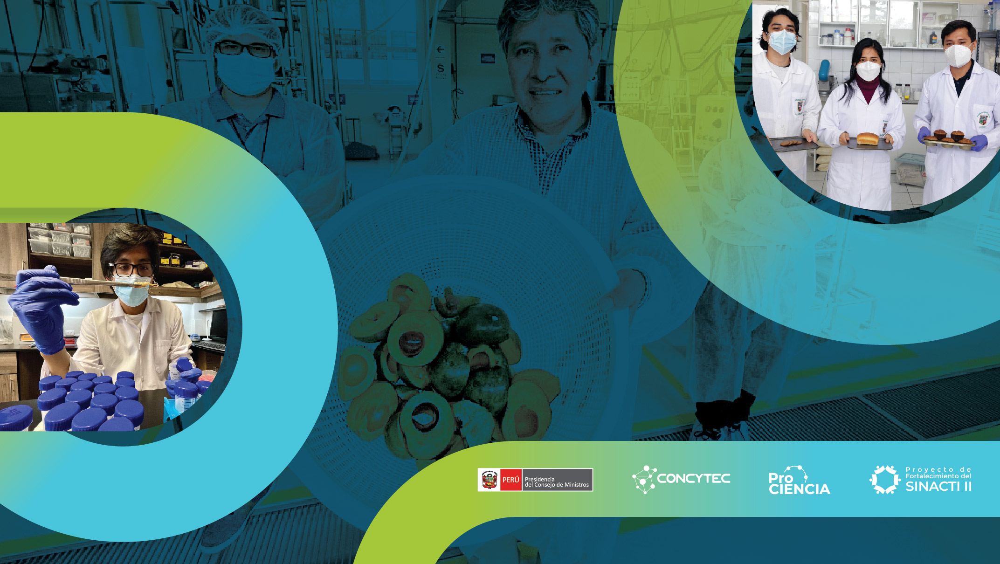 S
PERÚ
Presidencia
del Consejo de Ministros
CONCYTEC
Pro
CIENCIA
Proyecto de
Fortalecimiento del
SINACTI II